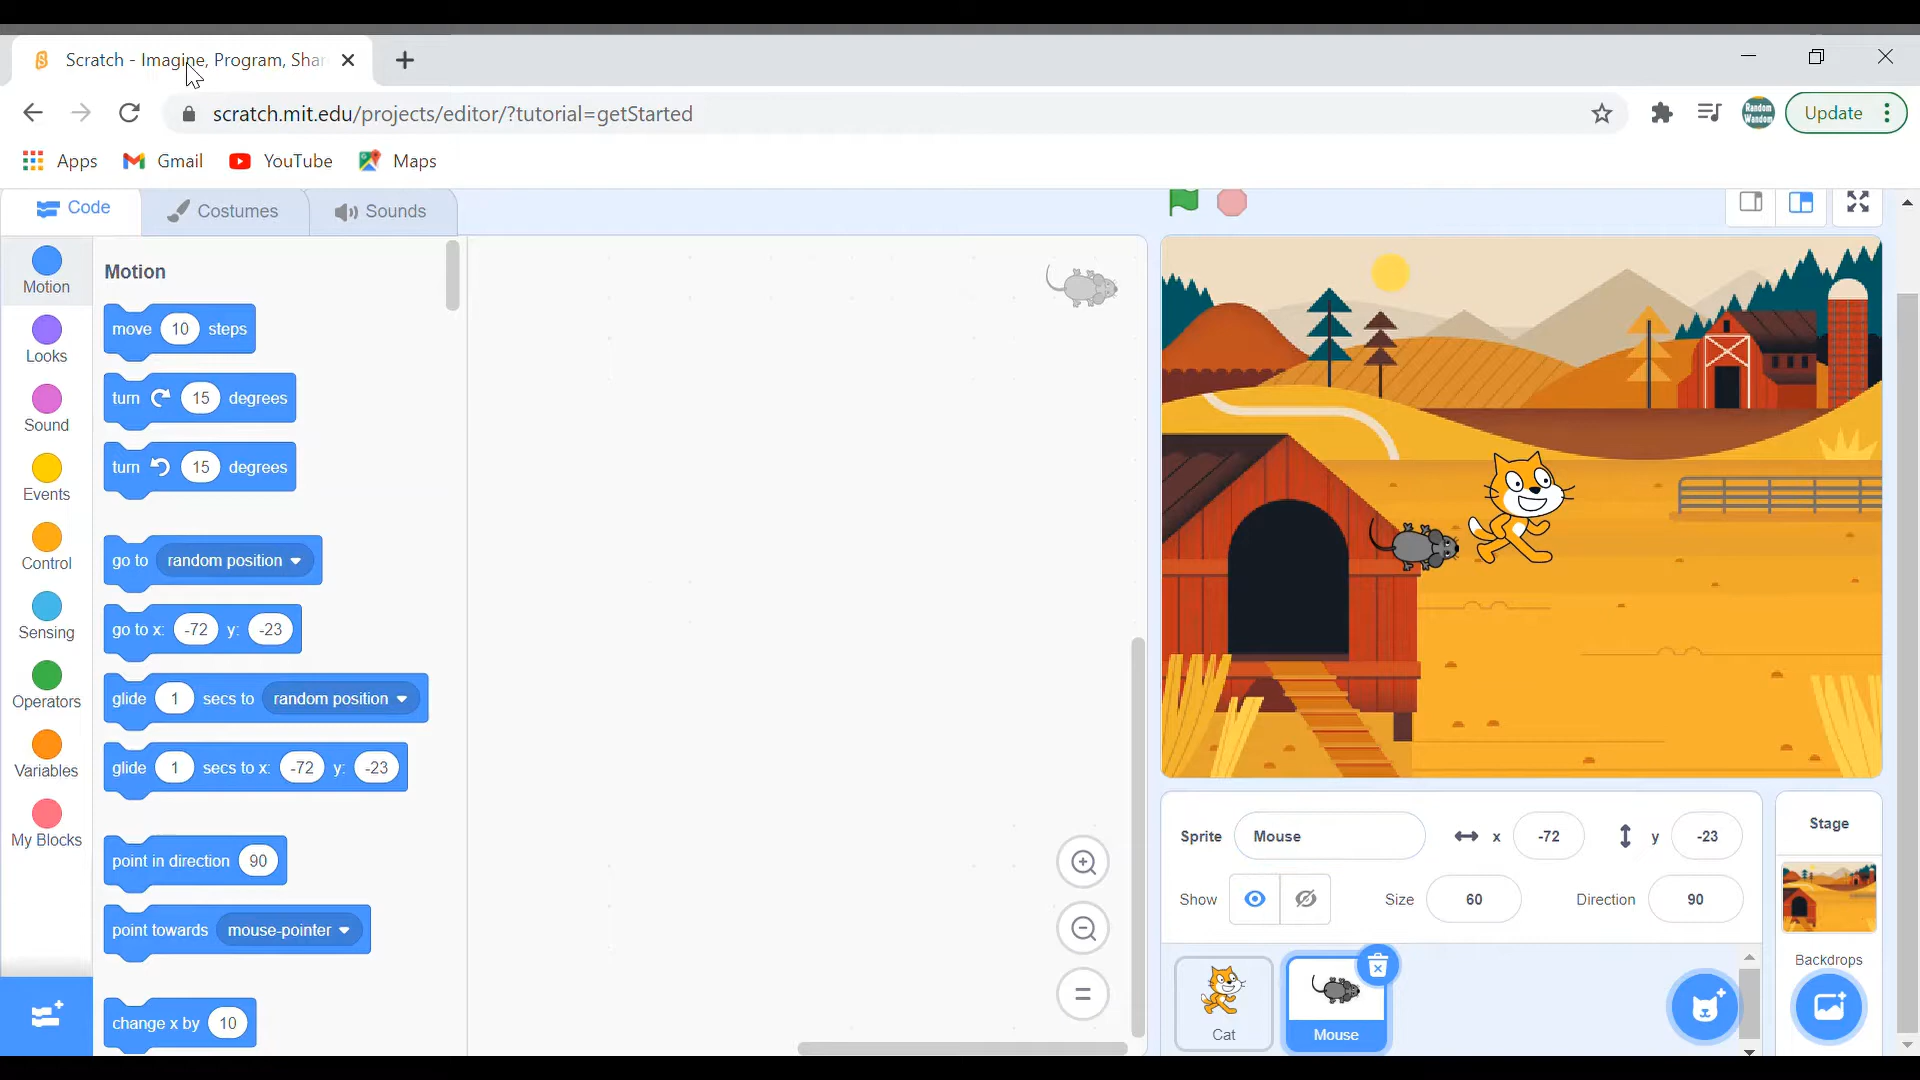 Scratch - Imagine, Program, Shar
scratch.mit.edu/projects/editor/?tutorial=getStarted
Random
Wandom
Update
Apps Gmail YouTube Maps
Code Costumes Sounds
Motion
Looks
Sound
Events
Control
Sensing
Operators
Variables
My Blocks
Motion
move 10 steps
turn 15 degrees
turn 15 degrees
go to random position
go to x: -72 y: -23
glide 1 secs to random position
glide 1 secs to x: -72 y: -23
point in direction 90
point towards mouse-pointer
change x by 10
Sprite Mouse x -72 y -23
Show Size 60 Direction 90
Cat
Mouse
Stage
Backdrops